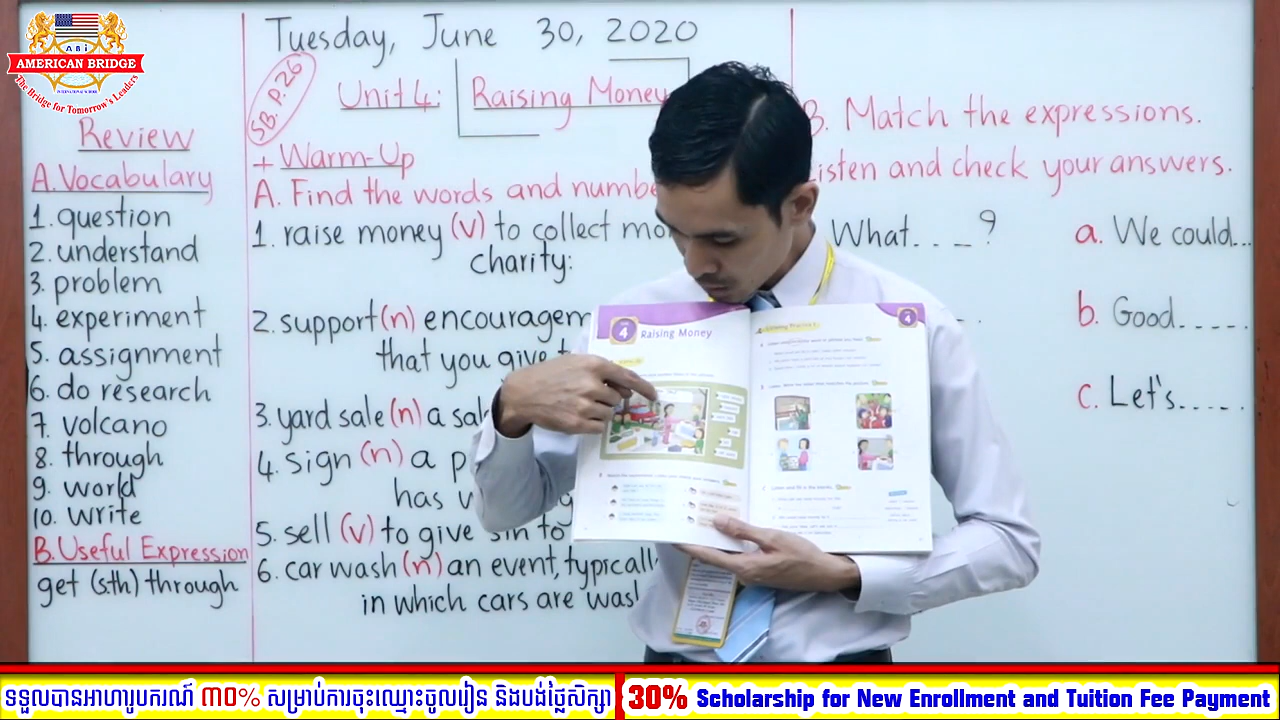 ABi
AMERICAN BRIDGE
INTERNATIONAL SCHOOL
The Bridge for Tomorrow's Leaders
Tuesday, June 30, 2020
SB. P. 26
Unit 4: Raising Money
Review
A. Vocabulary
1. question
2. understand
3. problem
4. experiment
5. assignment
6. do research
7. volcano
8. through
9. world
10. write
B. Useful Expression
get (s.th) through
+ Warm-Up
A. Find the words and numbe
1. raise money (v) to collect mo
charity:
2. support (n) encouragem
that you give t
3. yard sale (n) a sal
4. sign (n) a p
has w
5. sell (v) to give sth to
6. car wash (n) an event, typicall
in which cars are was
B. Match the expressions.
Listen and check your answers.
What. . . _ ?
a. We could...
b. Good.....
c. Let's.....
4 Raising Money
4
ទទួលបានអាហារូបករណ៍ ៣០% សម្រាប់ការចុះឈ្មោះចូលរៀន និងបង់ថ្លៃសិក្សា
30% Scholarship for New Enrollment and Tuition Fee Payment